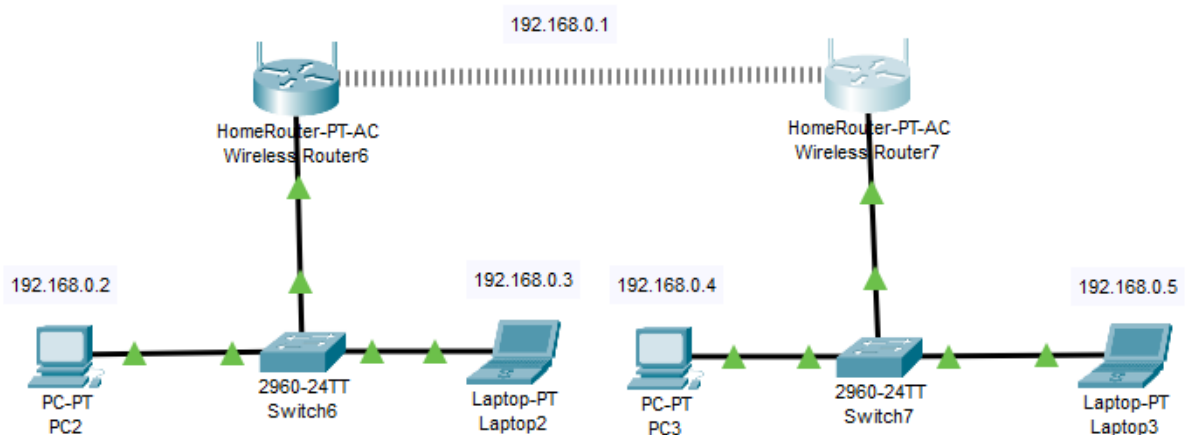 192.168.0.1
HomeRouter-PT-AC
Wireless Router6
HomeRouter-PT-AC
Wireless Router7
192.168.0.2
192.168.0.3
192.168.0.4
192.168.0.5
PC-PT
PC2
2960-24TT
Switch6
Laptop-PT
Laptop2
PC-PT
PC3
2960-24TT
Switch7
Laptop-PT
Laptop3